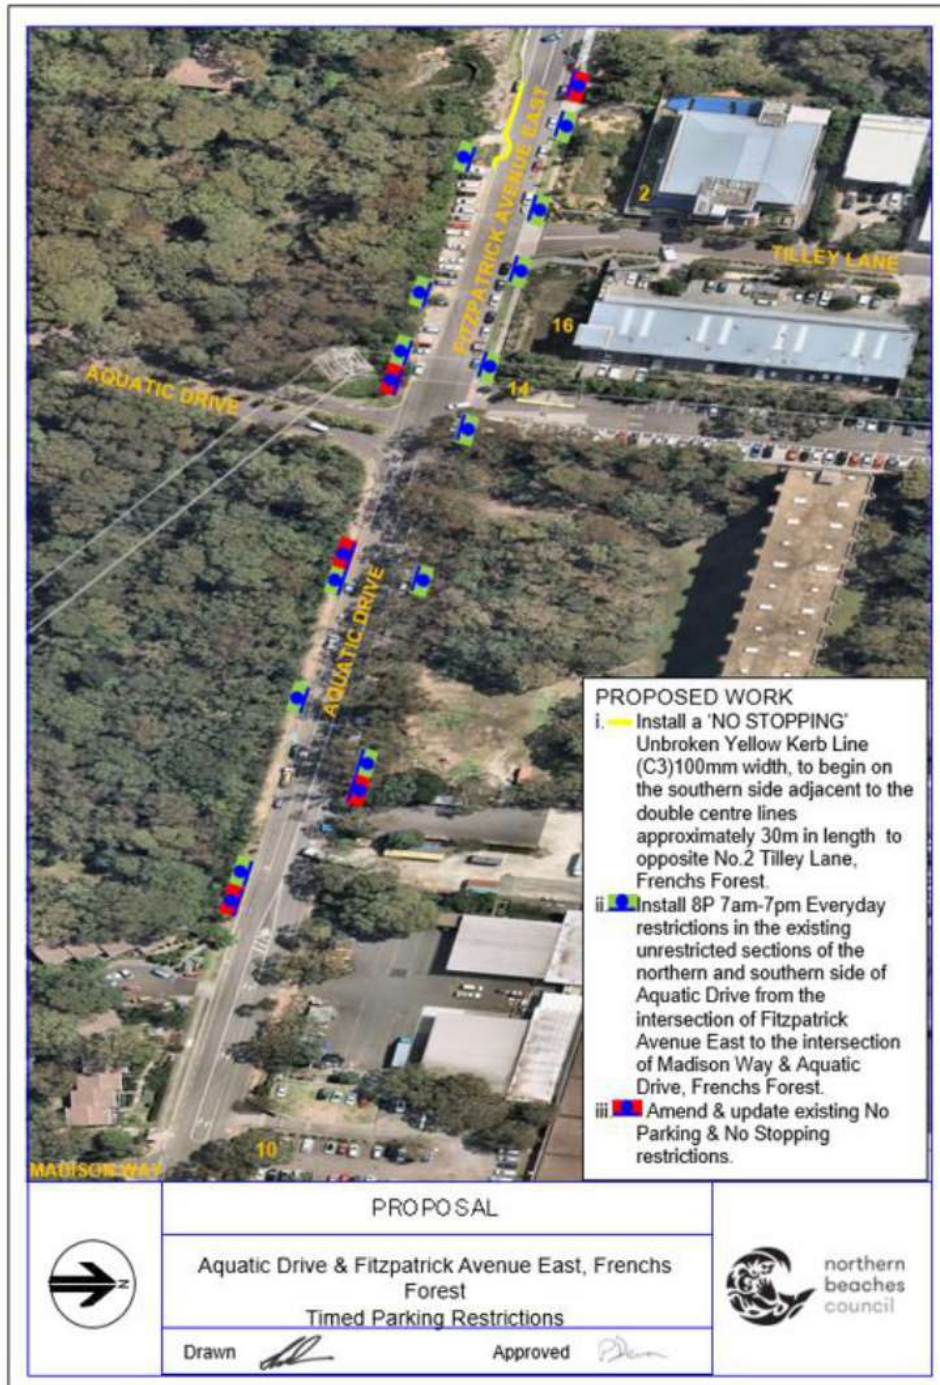 FITZPATRICK AVENUE EAST
2
TILLEY LANE
16
14
AQUATIC DRIVE
AQUATIC DRIVE
PROPOSED WORK
i. Install a 'NO STOPPING'
Unbroken Yellow Kerb Line
(C3)100mm width, to begin on
the southern side adjacent to the
double centre lines
approximately 30m in length to
opposite No.2 Tilley Lane,
Frenchs Forest.
ii Install 8P 7am-7pm Everyday
restrictions in the existing
unrestricted sections of the
northern and southern side of
Aquatic Drive from the
intersection of Fitzpatrick
Avenue East to the intersection
of Madison Way & Aquatic
Drive, Frenchs Forest.
iii Amend & update existing No
Parking & No Stopping
restrictions.
10
MADISON WAY
PROPOSAL
Aquatic Drive & Fitzpatrick Avenue East, Frenchs
Forest
Timed Parking Restrictions
Drawn
Approved
N
northern
beaches
council